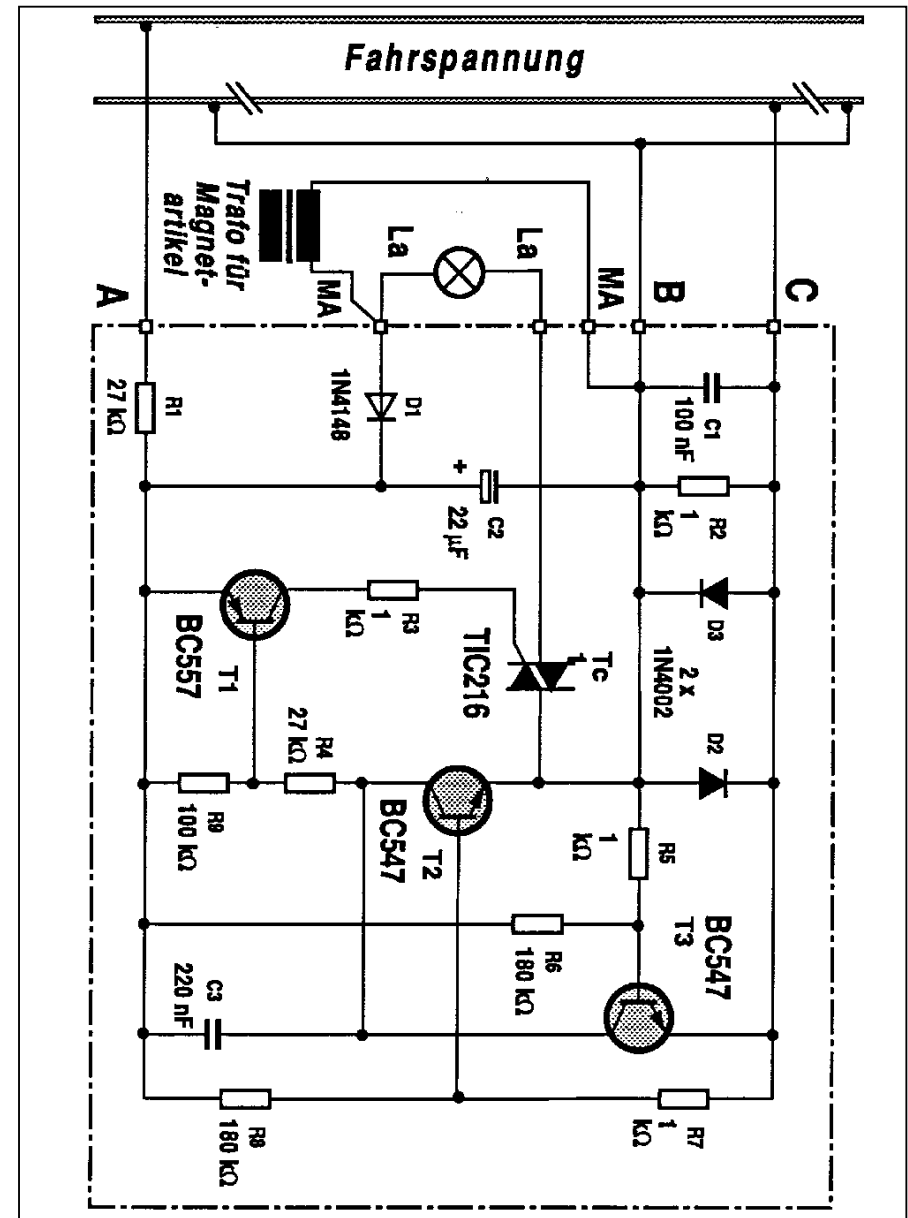 Fahrspannung
Trafo für
Magnet-
artikel
La
La
MA
MA
A
B
C
R1
27 kΩ
D1
1N4148
+
C2
22 µF
C1
100 nF
R2
1
kΩ
D3
2 x
1N4002
D2
R3
1
kΩ
T1
BC557
Tc
1
TIC216
R4
27 kΩ
R9
100 kΩ
T2
BC547
R5
1
kΩ
BC547
T3
R6
180 kΩ
C3
220 nF
R8
180 kΩ
R7
1
kΩ